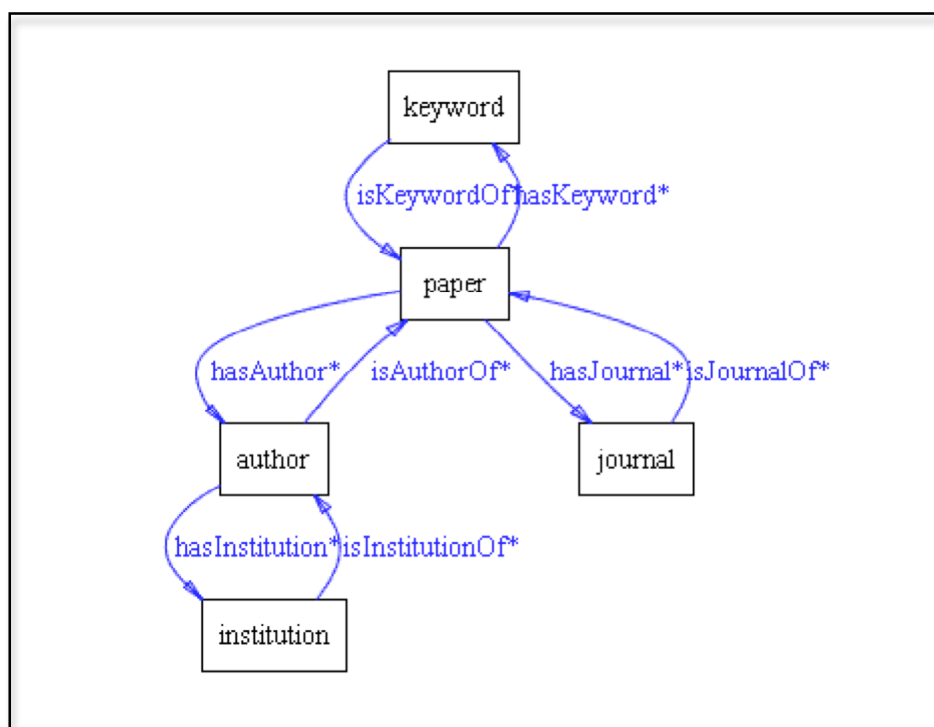 keyword
isKeywordOf*hasKeyword*
paper
hasAuthor* isAuthorOf* hasJournal*isJournalOf*
author journal
hasInstitution*isInstitutionOf*
institution